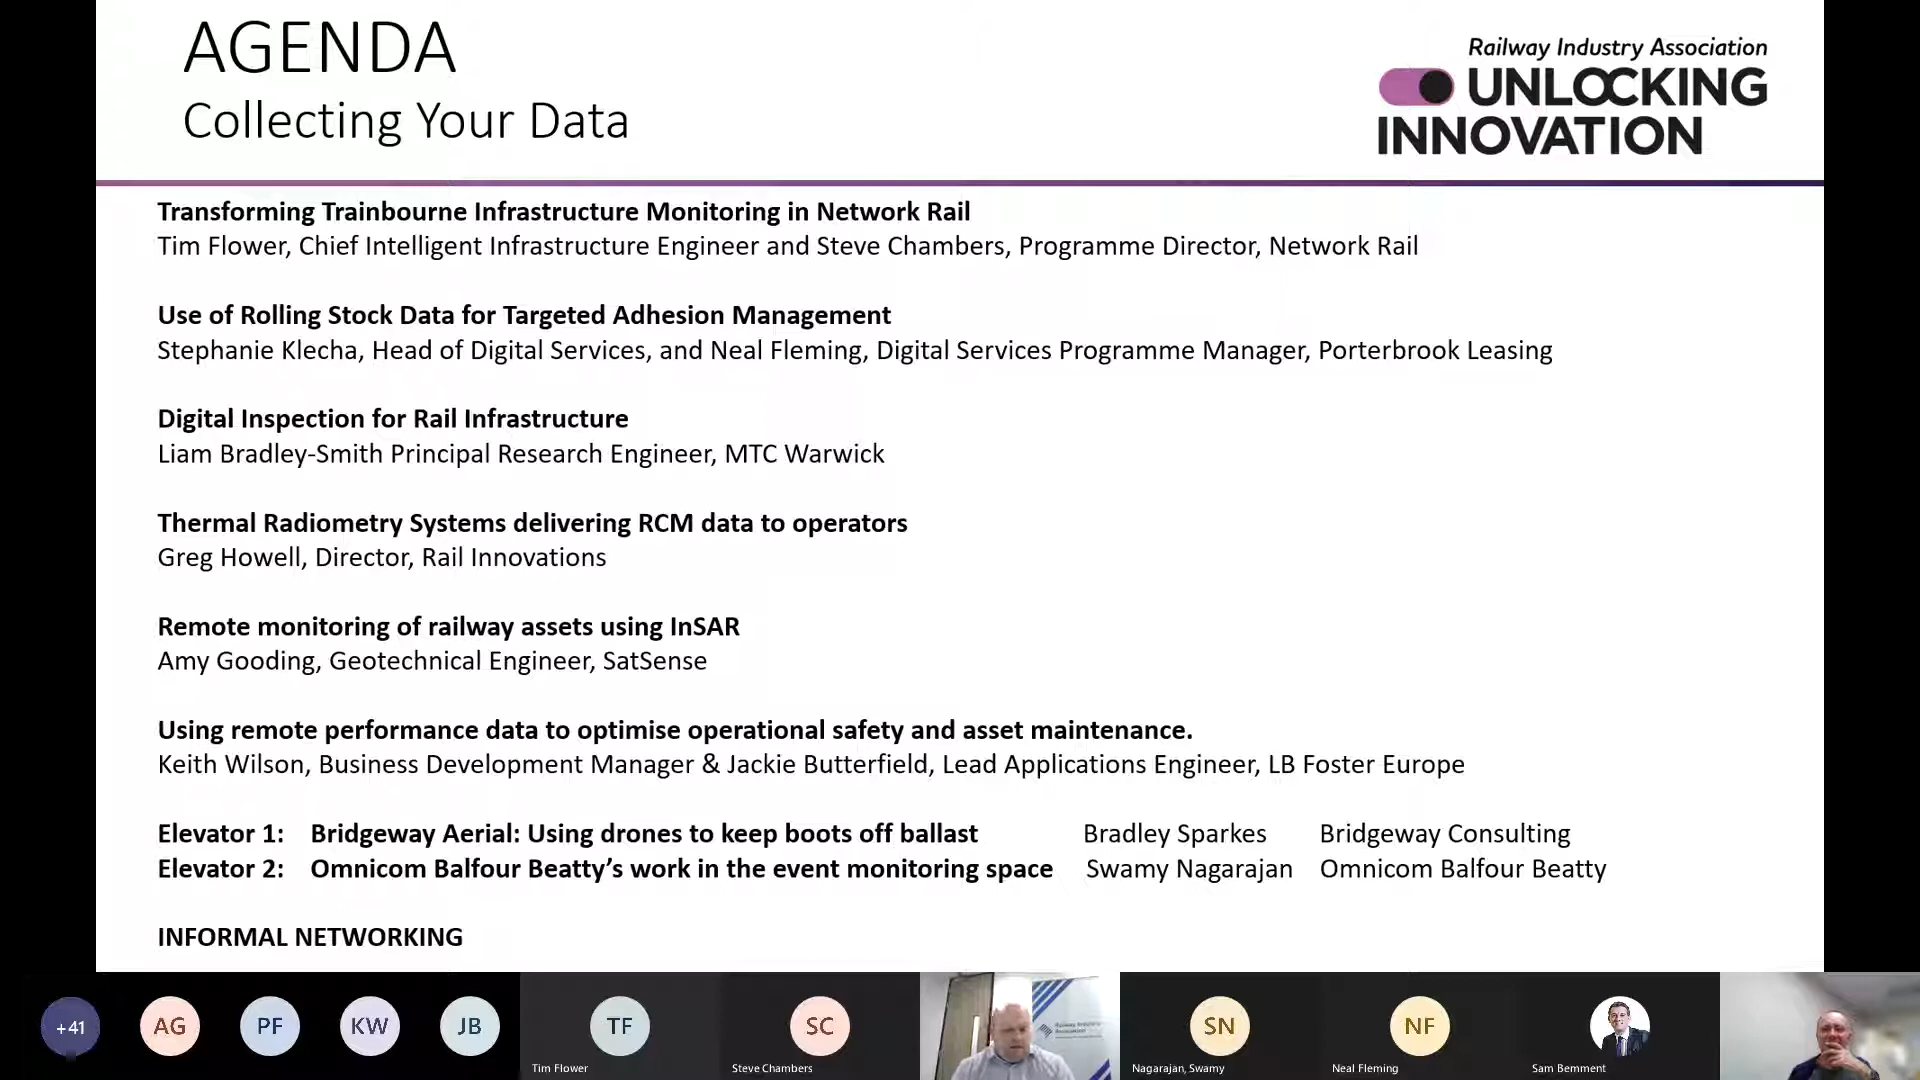 AGENDA
Collecting Your Data
Railway Industry Association
UNLOCKING
INNOVATION
Transforming Trainbourne Infrastructure Monitoring in Network Rail
Tim Flower, Chief Intelligent Infrastructure Engineer and Steve Chambers, Programme Director, Network Rail
Use of Rolling Stock Data for Targeted Adhesion Management
Stephanie Klecha, Head of Digital Services, and Neal Fleming, Digital Services Programme Manager, Porterbrook Leasing
Digital Inspection for Rail Infrastructure
Liam Bradley-Smith Principal Research Engineer, MTC Warwick
Thermal Radiometry Systems delivering RCM data to operators
Greg Howell, Director, Rail Innovations
Remote monitoring of railway assets using InSAR
Amy Gooding, Geotechnical Engineer, SatSense
Using remote performance data to optimise operational safety and asset maintenance.
Keith Wilson, Business Development Manager & Jackie Butterfield, Lead Applications Engineer, LB Foster Europe
Elevator 1: Bridgeway Aerial: Using drones to keep boots off ballast Bradley Sparkes Bridgeway Consulting
Elevator 2: Omnicom Balfour Beatty’s work in the event monitoring space Swamy Nagarajan Omnicom Balfour Beatty
INFORMAL NETWORKING
+41 AG PF KW JB TF SC SN NF
Railway Industry
Association
Tim Flower Steve Chambers Nagarajan, Swamy Neal Fleming Sam Bemment